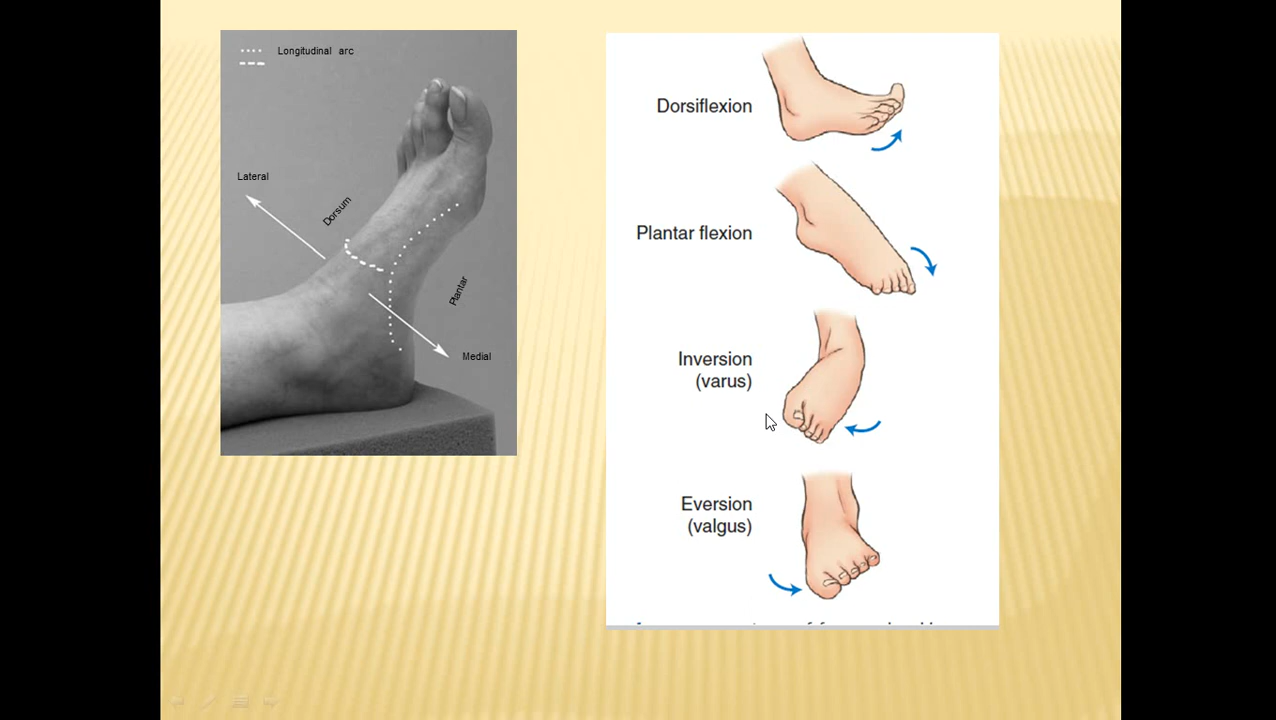 Longitudinal arc
Lateral
Dorsum
Plantar
Medial
Dorsiflexion
Plantar flexion
Inversion
(varus)
Eversion
(valgus)